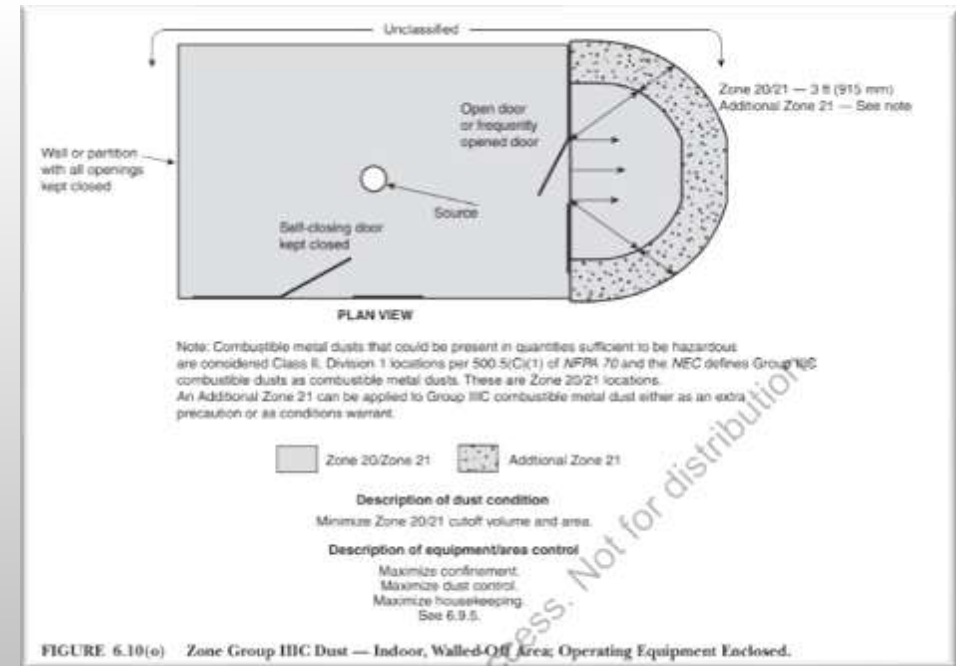 Unclassified
Zone 20/21 — 3 ft (915 mm)
Additional Zone 21 — See note
Open door
or frequently
opened door
Wall or partition
with all openings
kept closed
Source
Self-closing door
kept closed
PLAN VIEW
Note: Combustible metal dusts that could be present in quantities sufficient to be hazardous
are considered Class II, Division 1 locations per 500.5(C)(1) of NFPA 70 and the NEC defines Group IIIC
combustible dusts as combustible metal dusts. These are Zone 20/21 locations.
An Additional Zone 21 can be applied to Group IIIC combustible metal dust either as an extra
precaution or as conditions warrant.
Zone 20/Zone 21
Addtional Zone 21
Description of dust condition
Minimize Zone 20/21 cutoff volume and area.
Description of equipment/area control
Maximize confinement.
Maximize dust control.
Maximize housekeeping.
See 6.9.5.
cess. Not for distribution
FIGURE 6.10(o) Zone Group IIIC Dust — Indoor, Walled-Off Area; Operating Equipment Enclosed.